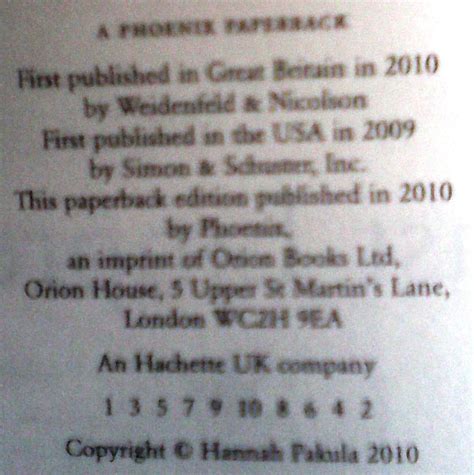 A PHOENIX PAPERBACK
First published in Great Britain in 2010
by Weidenfeld & Nicolson
First published in the USA in 2009
by Simon & Schuster, Inc.
This paperback edition published in 2010
by Phoenix,
an imprint of Orion Books Ltd,
Orion House, 5 Upper St Martin's Lane,
London WC2H 9EA
An Hachette UK company
1 3 5 7 9 10 8 6 4 2
Copyright © Hannah Pakula 2010